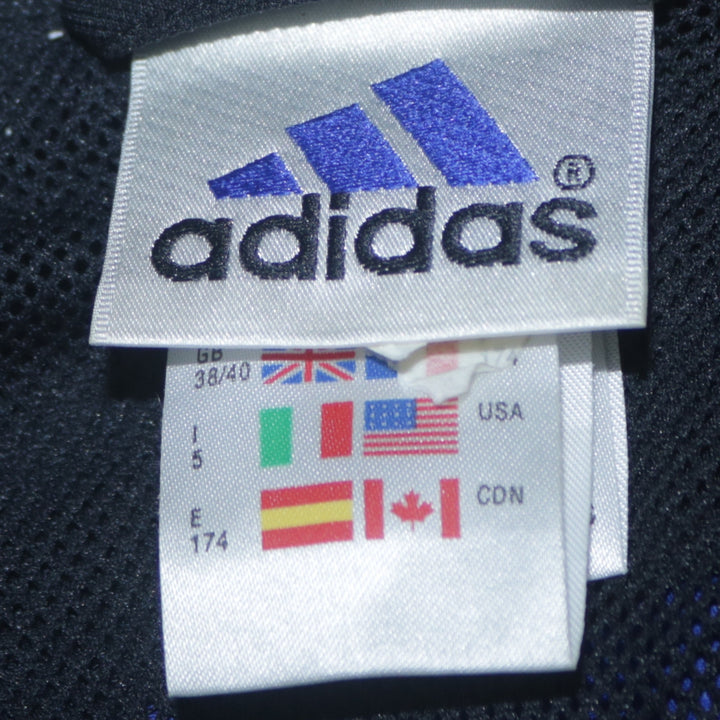 adidas®
GB
38/40
I
5
USA
E
174
CDN